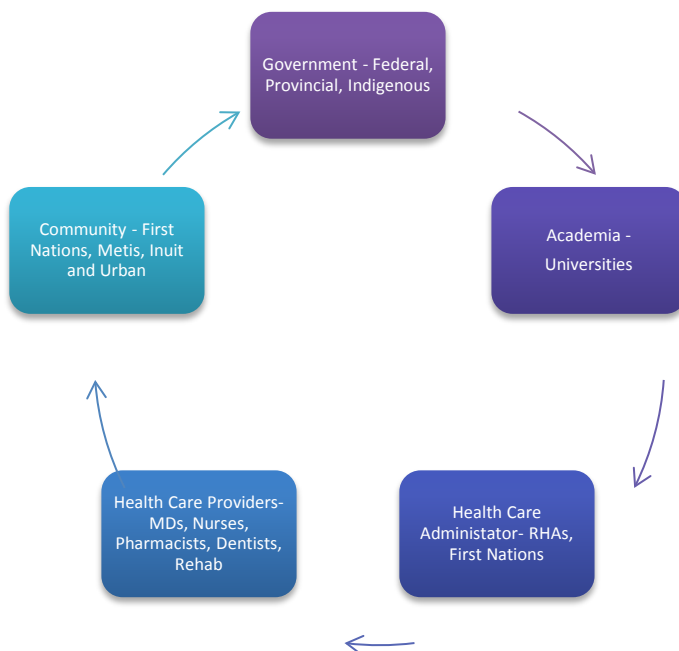 Government - Federal,
Provincial, Indigenous
Community - First
Nations, Metis, Inuit
and Urban
Academia -
Universities
Health Care Providers-
MDs, Nurses,
Pharmacists, Dentists,
Rehab
Health Care
Administator- RHAs,
First Nations